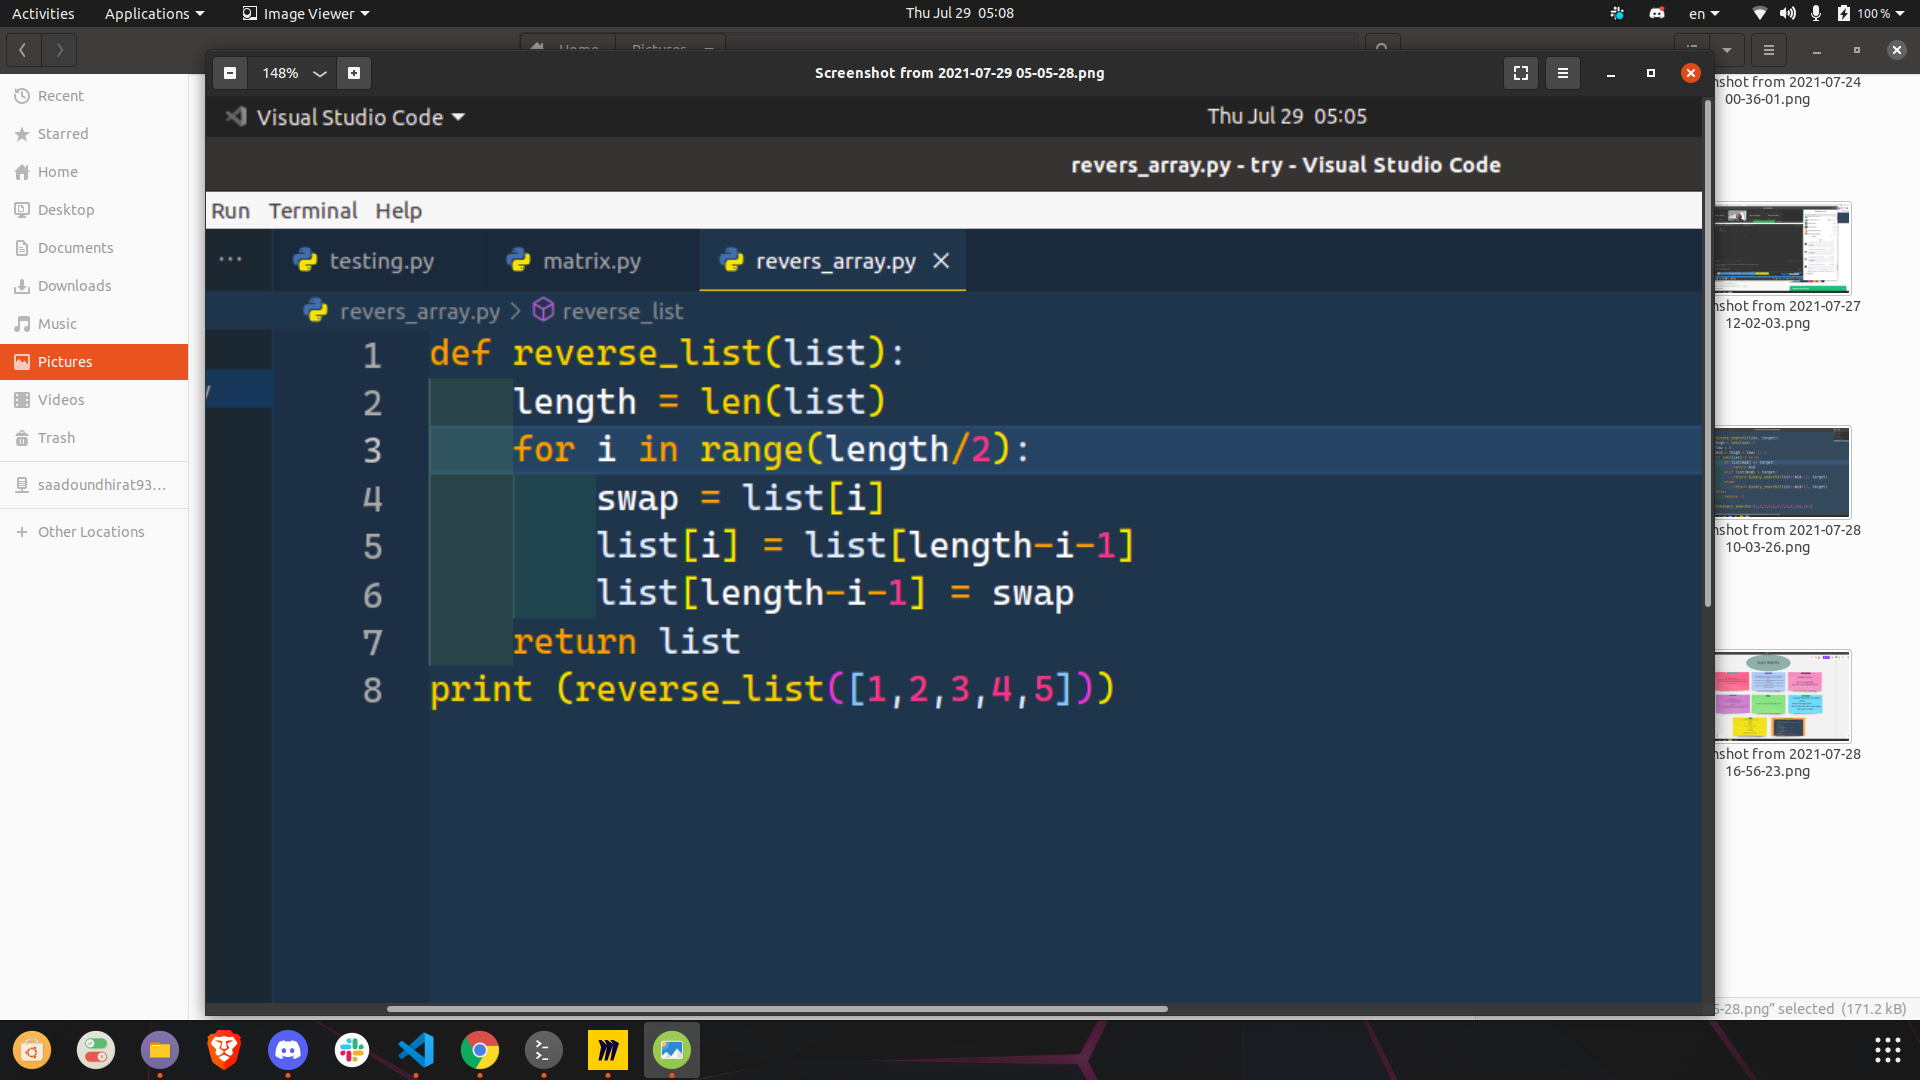 Activities Applications Image Viewer Thu Jul 29 05:08 en 100 %
Home Pictures
148% Screenshot from 2021-07-29 05-05-28.png
Recent
Starred
Home
Desktop
Documents
Downloads
Music
Pictures
Videos
Trash
saadoundhirat93...
Other Locations
Visual Studio Code Thu Jul 29 05:05
revers_array.py - try - Visual Studio Code
Run Terminal Help
... testing.py matrix.py revers_array.py
revers_array.py > reverse_list
1 def reverse_list(list):
2 length = len(list)
3 for i in range(length/2):
4 swap = list[i]
5 list[i] = list[length-i-1]
6 list[length-i-1] = swap
7 return list
8 print (reverse_list([1,2,3,4,5]))
nshot from 2021-07-24
00-36-01.png
nshot from 2021-07-27
12-02-03.png
nshot from 2021-07-28
10-03-26.png
nshot from 2021-07-28
16-56-23.png
5-28.png" selected (171.2 kB)